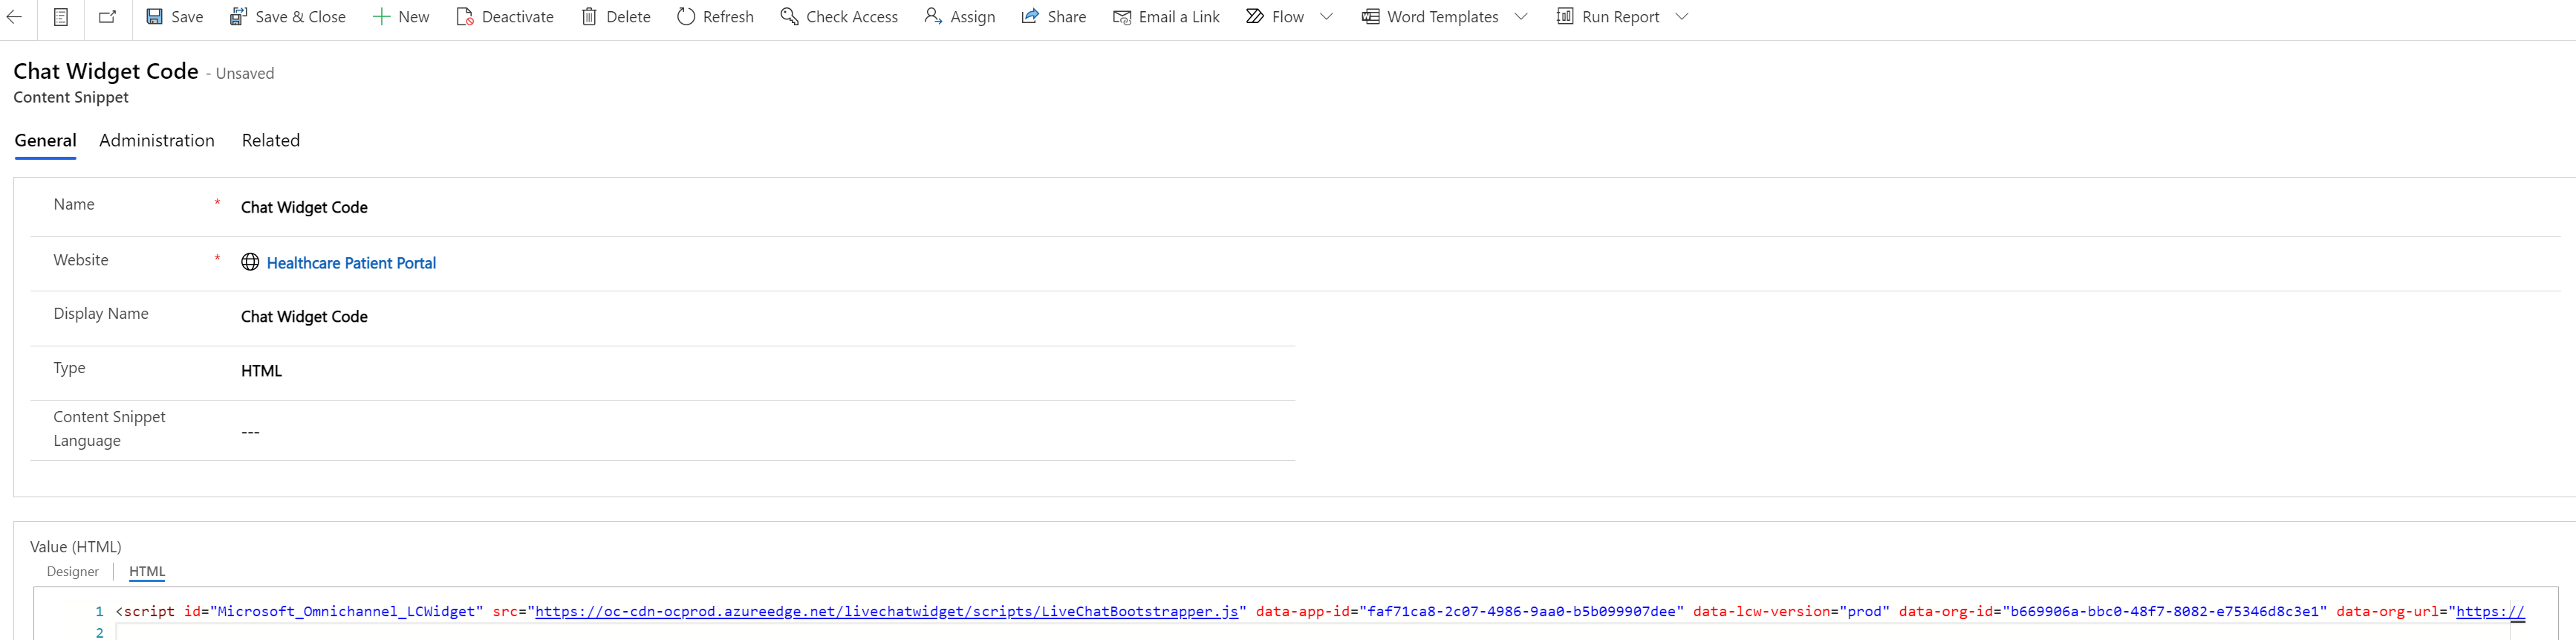 Save Save & Close New Deactivate Delete Refresh Check Access Assign Share Email a Link Flow Word Templates Run Report
Chat Widget Code - Unsaved
Content Snippet
General Administration Related
Name * Chat Widget Code
Website * Healthcare Patient Portal
Display Name Chat Widget Code
Type HTML
Content Snippet
Language ---
Value (HTML)
Designer HTML
1 <script id="Microsoft_Omnichannel_LCWidget" src="https://oc-cdn-ocprod.azureedge.net/livechatwidget/scripts/LiveChatBootstrapper.js" data-app-id="faf71ca8-2c07-4986-9aa0-b5b099907dee" data-lcw-version="prod" data-org-id="b669906a-bbc0-48f7-8082-e75346d8c3e1" data-org-url="https://
2